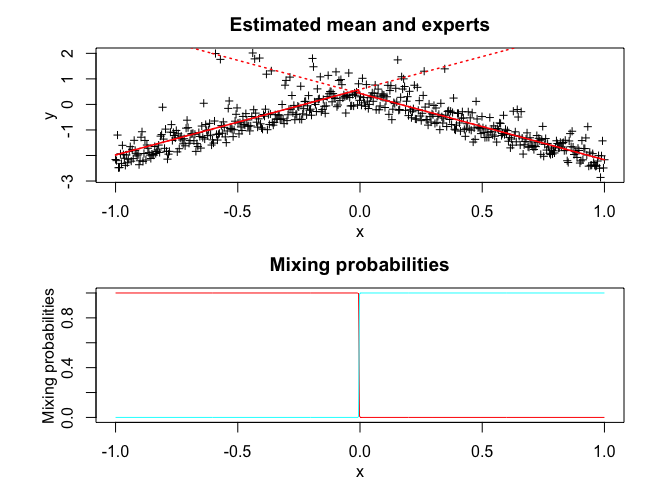 Estimated mean and experts
2
1
0
-1
-3
y
-1.0 -0.5 0.0 0.5 1.0
x
Mixing probabilities
0.8
0.4
0.0
Mixing probabilities
-1.0 -0.5 0.0 0.5 1.0
x